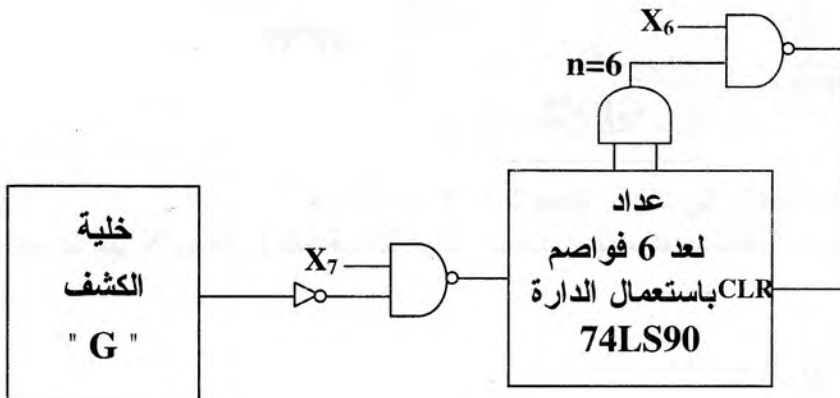 X₆
n=6
خلية
الكشف
" G "
X₇
عداد
لعد 6 فواصم
باستعمال الدارة CLR
74LS90